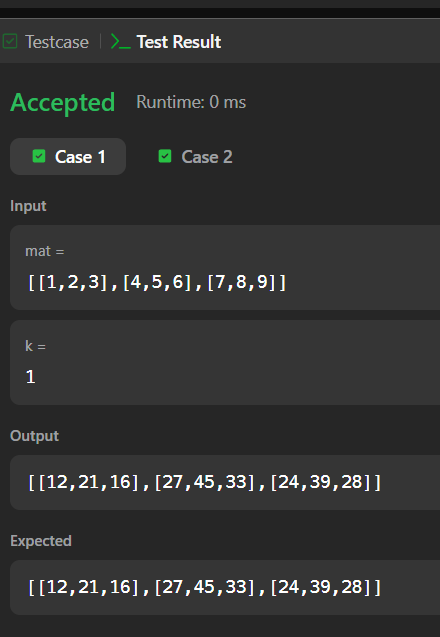 Testcase | >_ Test Result
Accepted Runtime: 0 ms
Case 1 Case 2
Input
mat =
[[1,2,3],[4,5,6],[7,8,9]]
k =
1
Output
[[12,21,16],[27,45,33],[24,39,28]]
Expected
[[12,21,16],[27,45,33],[24,39,28]]